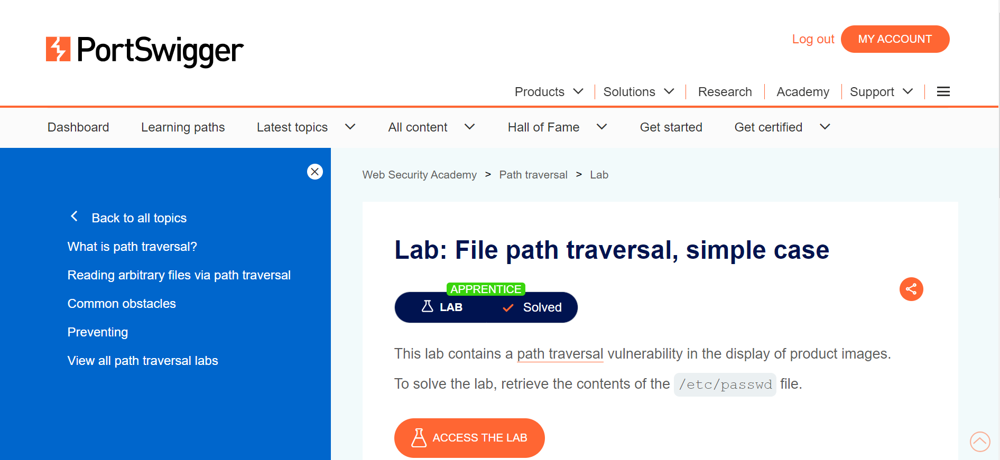 PortSwigger
Log out MY ACCOUNT
Products Solutions Research Academy Support
Dashboard Learning paths Latest topics All content Hall of Fame Get started Get certified
Back to all topics
What is path traversal?
Reading arbitrary files via path traversal
Common obstacles
Preventing
View all path traversal labs
Web Security Academy > Path traversal > Lab
Lab: File path traversal, simple case
APPRENTICE
LAB Solved
This lab contains a path traversal vulnerability in the display of product images.
To solve the lab, retrieve the contents of the /etc/passwd file.
ACCESS THE LAB